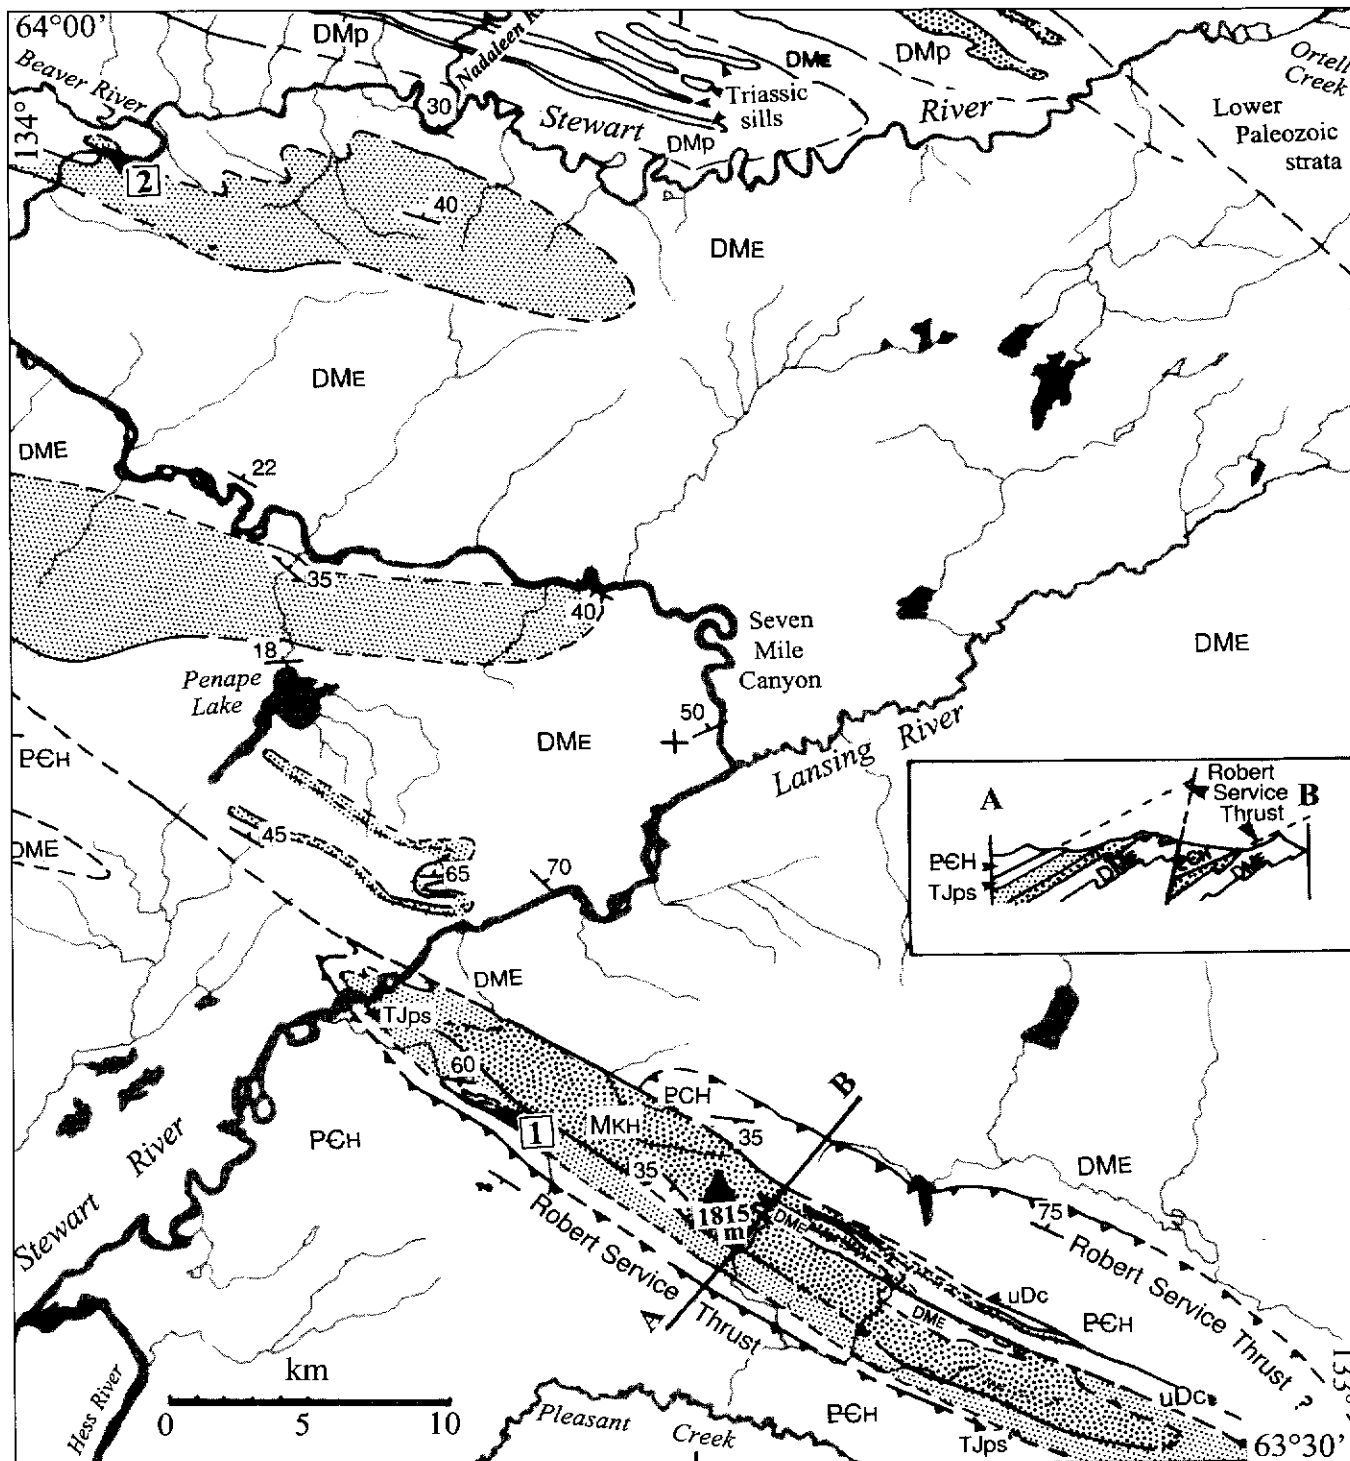 64°00'
134°
Beaver River
DMp
Nadaleen
30
Triassic
sills
DMp
Stewart
River
DME
DMp
Ortell
Creek
Lower
Paleozoic
strata
2
40
DME
DME
DME
22
35
40
18
Penape
Lake
Seven
Mile
Canyon
50
DME
DME
Lansing River
PЄH
DME
45
65
70
A
B
Robert
Service
Thrust
PЄH
TJps
DME
PЄH
DME
DME
TJps
60
1
MKH
PЄH
35
35
B
1815
m
DME
A
DME
75
Robert Service Thrust
Robert Service Thrust ?
uDc
DME
PЄH
uDc
PЄH
Stewart River
Hess River
km
0 5 10
Pleasant Creek
PЄH
TJps
133°
63°30'